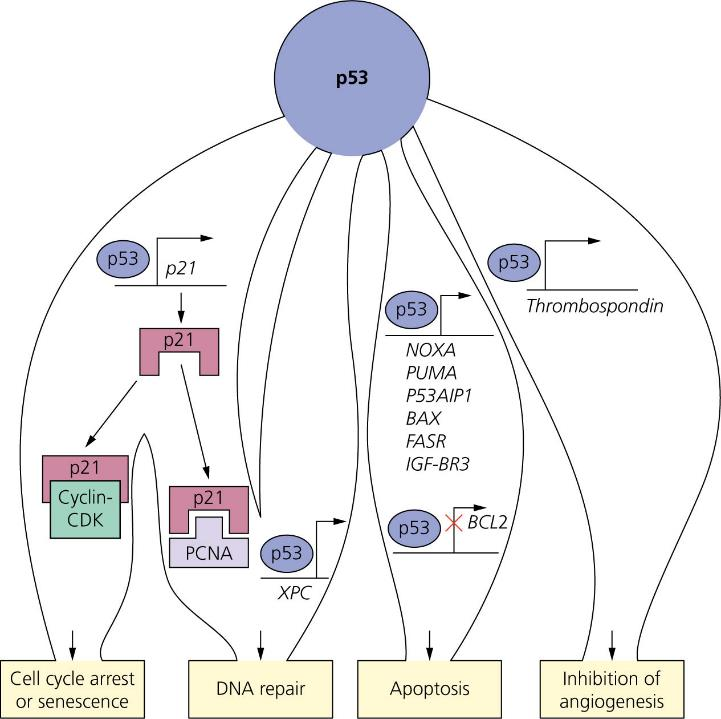 p53
p53
p21
p21
p21
Cyclin-
CDK
p21
PCNA
p53
XPC
p53
NOXA
PUMA
P53AIP1
BAX
FASR
IGF-BR3
p53
BCL2
p53
Thrombospondin
Cell cycle arrest
or senescence
DNA repair
Apoptosis
Inhibition of
angiogenesis